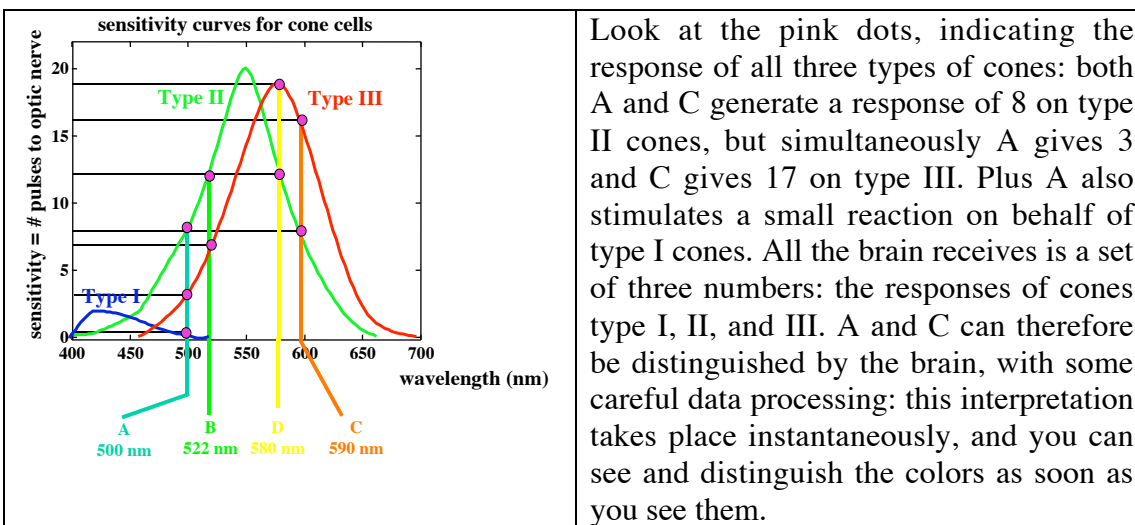 sensitivity curves for cone cells
sensitivity = # pulses to optic nerve
20
15
10
5
0
Type II
Type III
Type I
400
450
500
550
600
650
700
wavelength (nm)
A
500 nm
B
522 nm
D
580 nm
C
590 nm
Look at the pink dots, indicating the
response of all three types of cones: both
A and C generate a response of 8 on type
II cones, but simultaneously A gives 3
and C gives 17 on type III. Plus A also
stimulates a small reaction on behalf of
type I cones. All the brain receives is a set
of three numbers: the responses of cones
type I, II, and III. A and C can therefore
be distinguished by the brain, with some
careful data processing: this interpretation
takes place instantaneously, and you can
see and distinguish the colors as soon as
you see them.